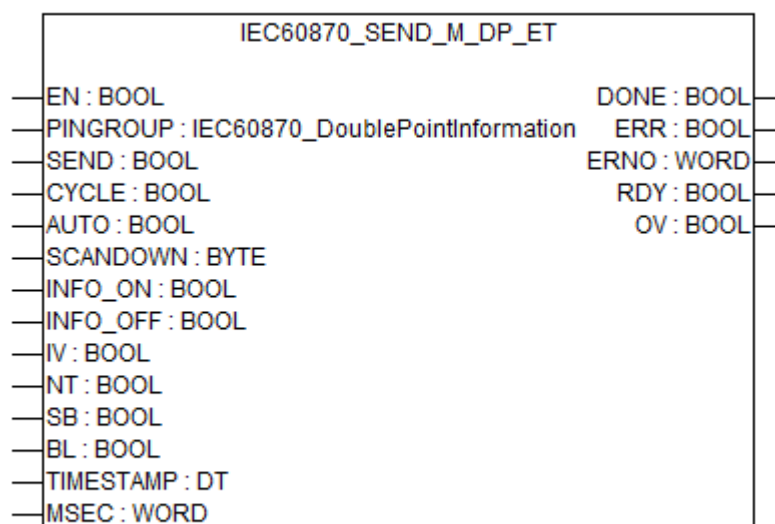 IEC60870_SEND_M_DP_ET
EN : BOOL DONE : BOOL
PINGROUP : IEC60870_DoublePointInformation ERR : BOOL
SEND : BOOL ERNO : WORD
CYCLE : BOOL RDY : BOOL
AUTO : BOOL OV : BOOL
SCANDOWN : BYTE
INFO_ON : BOOL
INFO_OFF : BOOL
IV : BOOL
NT : BOOL
SB : BOOL
BL : BOOL
TIMESTAMP : DT
MSEC : WORD